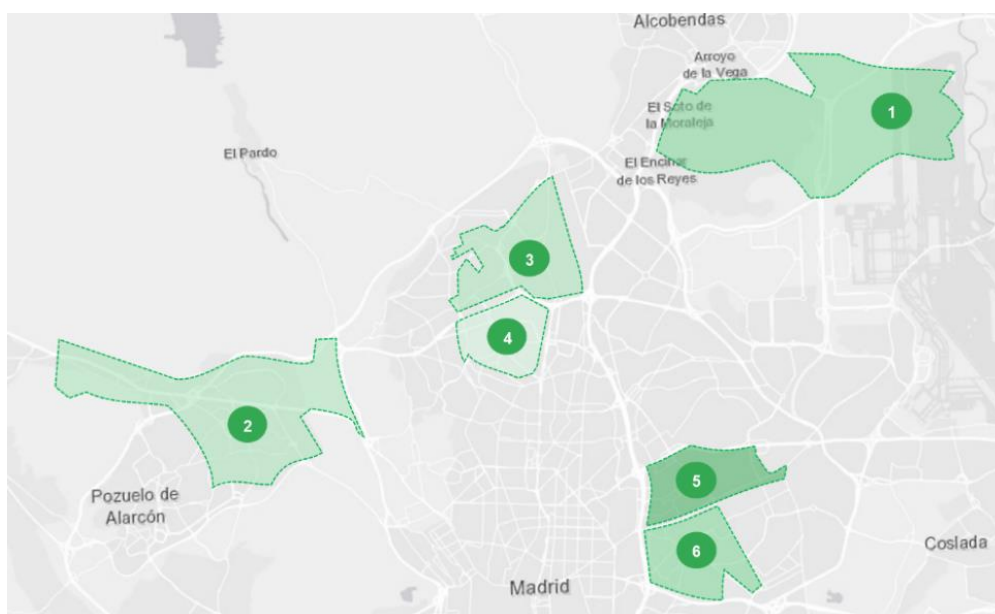 Alcobendas
Arroyo
de la Vega
1
El Soto de
la Moraleja
El Pardo
El Encinar
de los Reyes
3
4
2
5
Pozuelo de
Alarcón
6
Coslada
Madrid